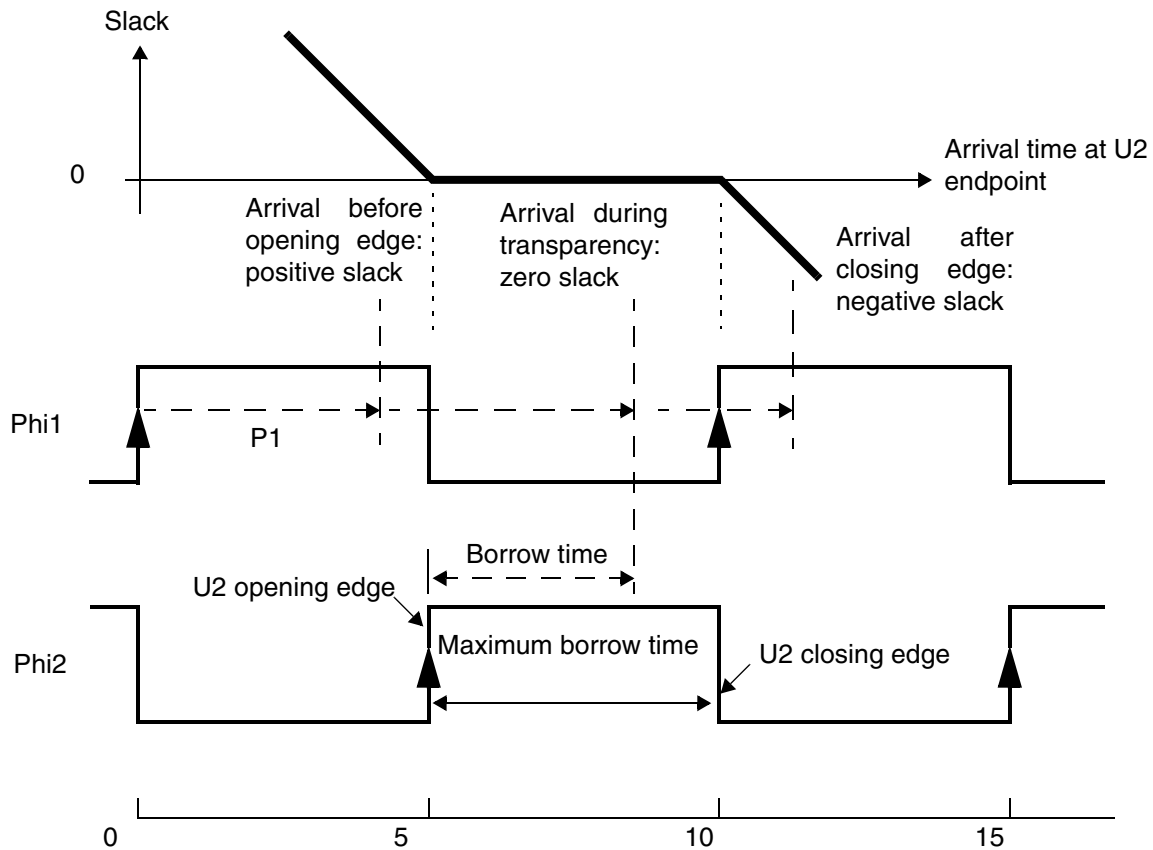 Slack
0
Arrival time at U2
endpoint
Arrival before
opening edge:
positive slack
Arrival during
transparency:
zero slack
Arrival after
closing edge:
negative slack
Phi1
P1
Borrow time
U2 opening edge
Maximum borrow time
U2 closing edge
Phi2
0 5 10 15